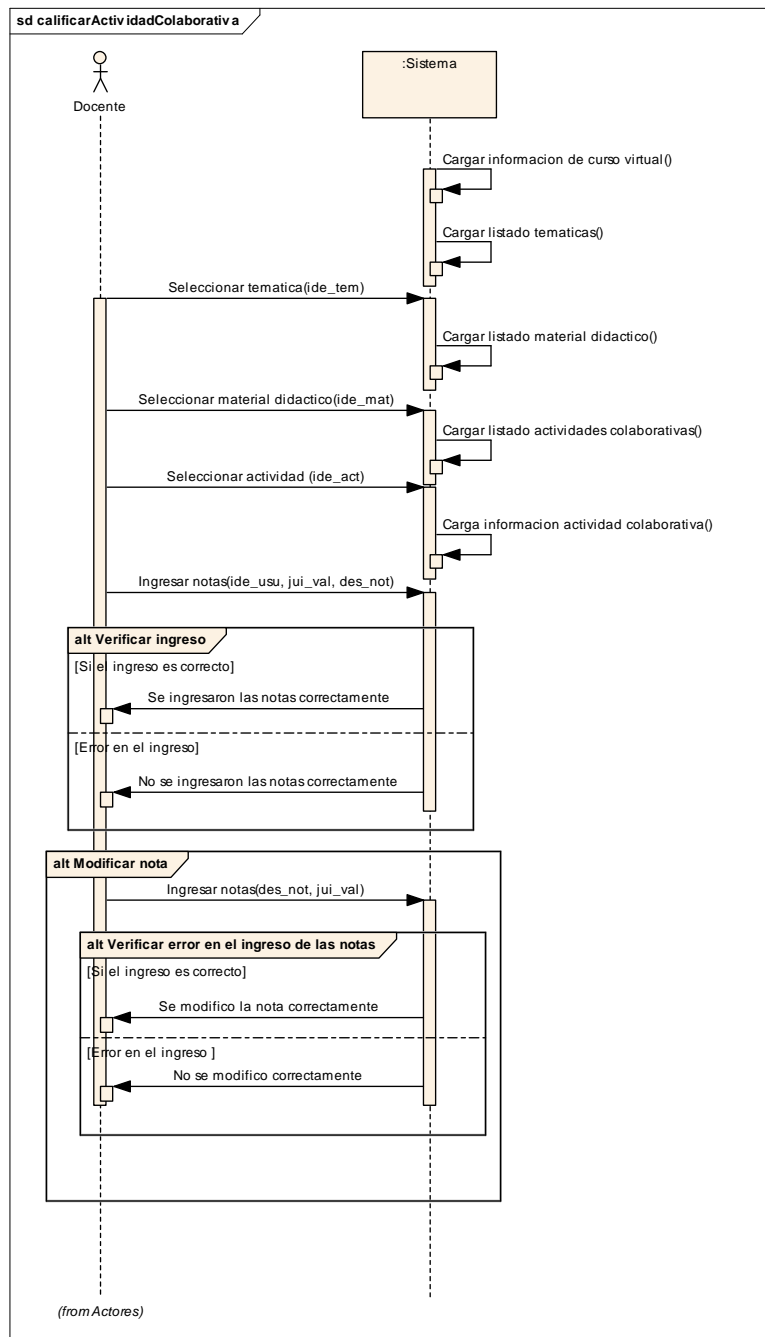 sd calificarActividadColaborativa
:Sistema
Docente
Cargar informacion de curso virtual()
Cargar listado tematicas()
Seleccionar tematica(ide_tem)
Cargar listado material didactico()
Seleccionar material didactico(ide_mat)
Cargar listado actividades colaborativas()
Seleccionar actividad (ide_act)
Carga informacion actividad colaborativa()
Ingresar notas(ide_usu, jui_val, des_not)
alt Verificar ingreso
[Si el ingreso es correcto]
Se ingresaron las notas correctamente
[Error en el ingreso]
No se ingresaron las notas correctamente
alt Modificar nota
Ingresar notas(des_not, jui_val)
alt Verificar error en el ingreso de las notas
[Si el ingreso es correcto]
Se modifico la nota correctamente
[Error en el ingreso ]
No se modifico correctamente
(from Actores)